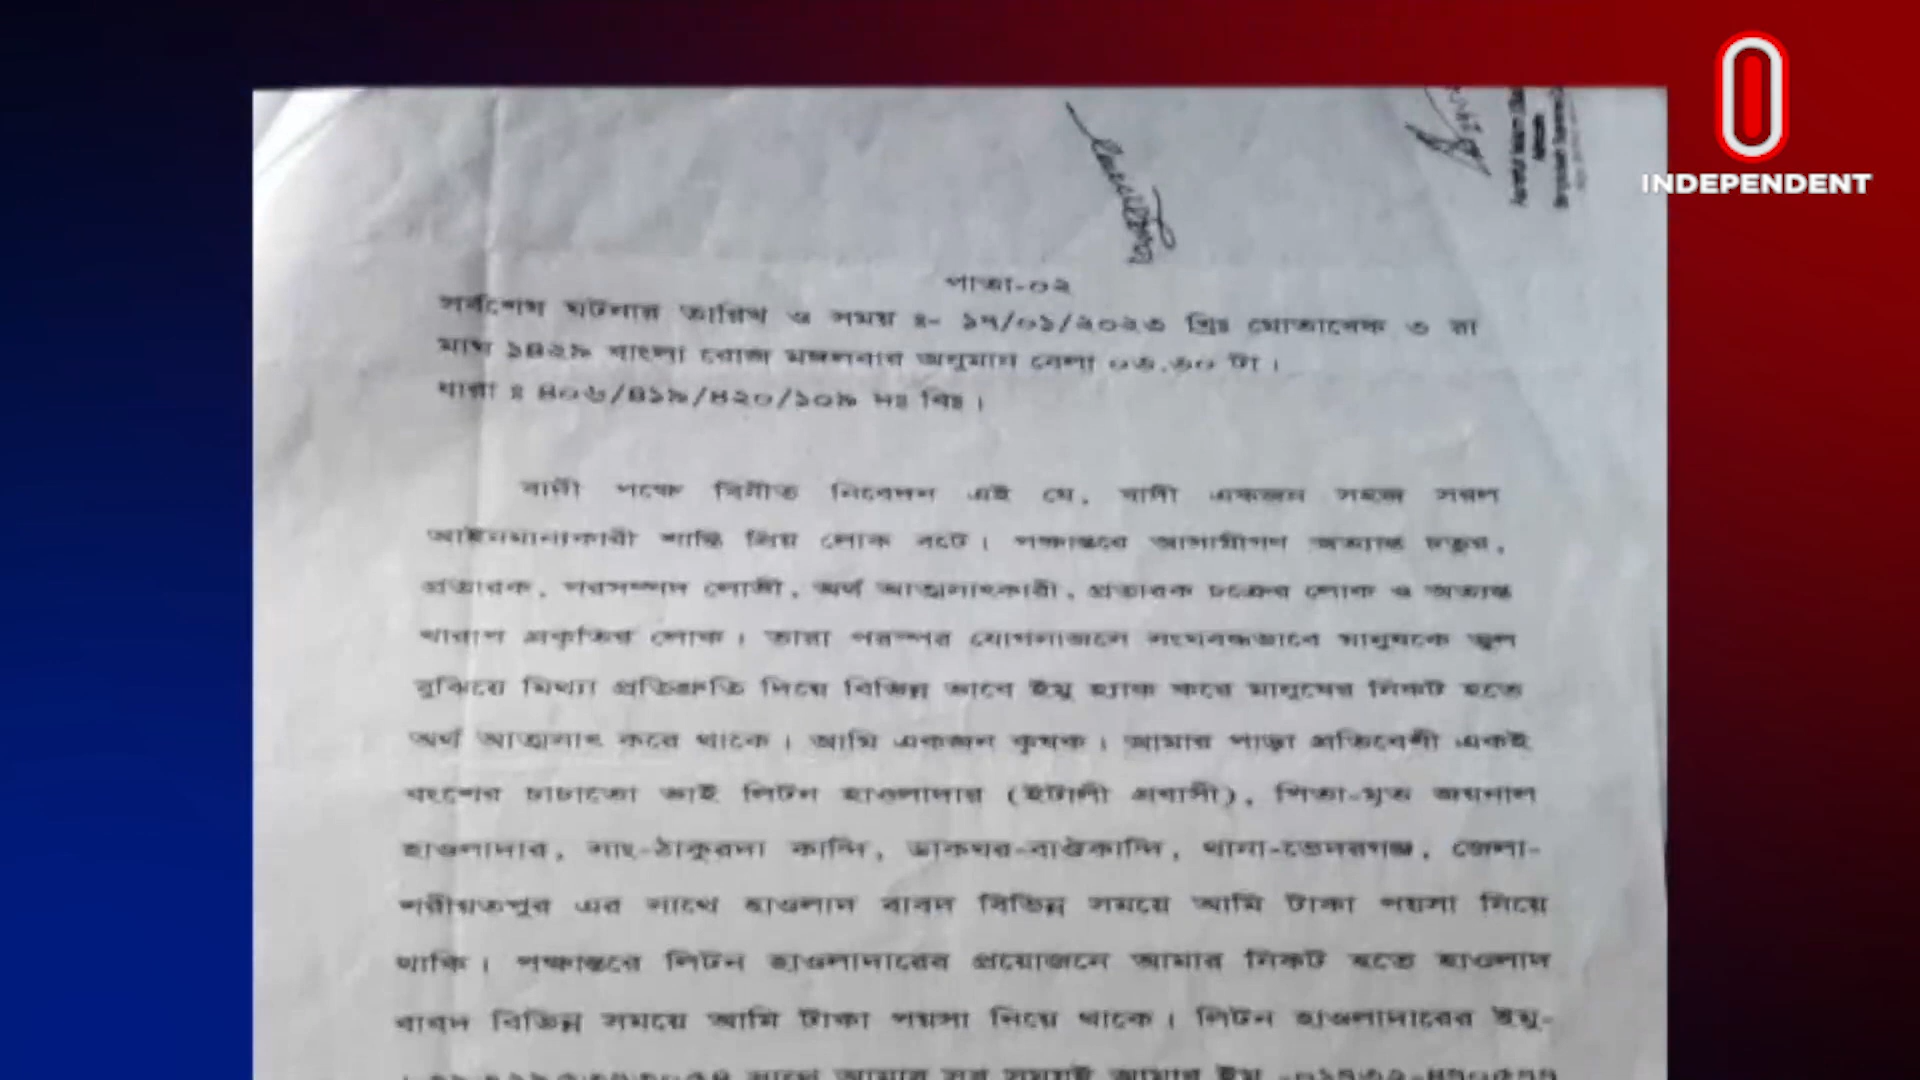 INDEPENDENT
পাতা-০২
সর্বশেষ ঘটনার তারিখ ও সময় ঃ- ১৭/০১/২০২৩ খ্রিঃ মোতাবেক ৩ রা
মাঘ ১৪২৯ বাংলা রোজ মঙ্গলবার অনুমান বেলা ০৩.৩০ টা।
ধারা ঃ ৪০৬/৪১৯/৪২০/১০৯ দঃ বিঃ।
বাদী পক্ষে বিনীত নিবেদন এই যে, বাদী একজন সহজ সরল
আইনমান্যকারী শান্তি প্রিয় লোক বটে। পক্ষান্তরে আসামীগণ অত্যান্ত চতুর,
প্রতারক, পরসম্পদ লোভী, অর্থ আত্মসাৎকারী, প্রতারক চক্রের লোক ও অত্যান্ত
খারাপ প্রকৃতির লোক। তারা পরস্পর যোগসাজসে সংঘবদ্ধভাবে মানুষকে ভুল
বুঝিয়ে মিথ্যা প্রতিশ্রুতি দিয়ে বিভিন্ন ভাবে ইমু হ্যাক করে মানুষের নিকট হতে
অর্থ আত্মসাৎ করে থাকে। আমি একজন কৃষক। আমার পাড়া প্রতিবেশী একই
বংশের চাচাতো ভাই লিটন হাওলাদার (ইটালী প্রবাসী), পিতা-মৃত জয়নাল
হাওলাদার, সাং-ঠাকুরদা কান্দি, ডাকঘর- থানা-ভেদরগঞ্জ, জেলা-
শরীয়তপুর এর সাথে হাওলাদ বাবদ বিভিন্ন সময়ে আমি টাকা পয়সা নিয়ে
থাকি। পক্ষান্তরে লিটন হাওলাদারের প্রয়োজনে আমার নিকট হতে হাওলাদ
বাবদ বিভিন্ন সময়ে আমি টাকা পয়সা নিয়ে থাকে। লিটন হাওলাদারের ইমু-